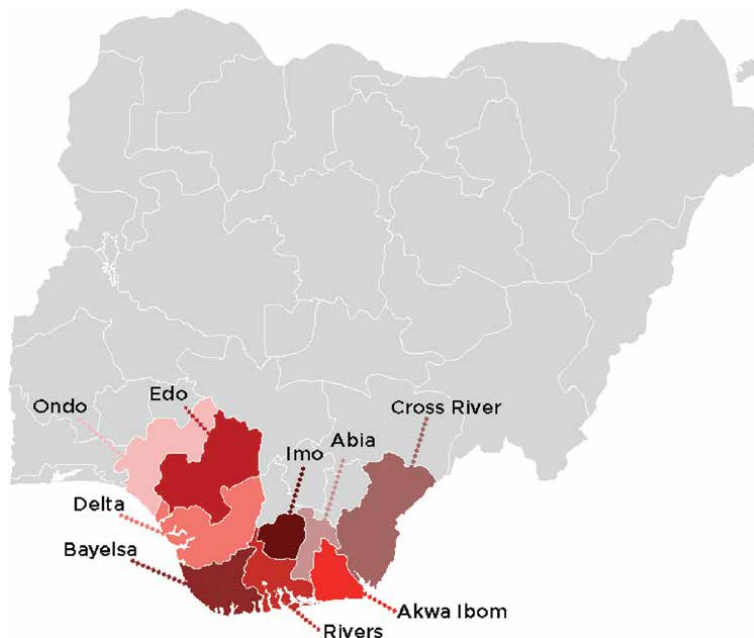 Edo
Ondo
Cross River
Imo
Abia
Delta
Bayelsa
Akwa Ibom
Rivers